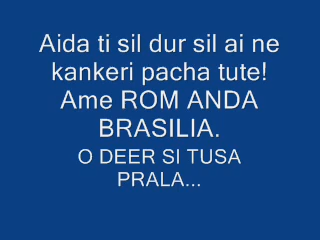 Aida ti sil dur sil ai ne
kankeri pacha tute!
Ame ROM ANDA
BRASILIA.
O DEER SI TUSA
PRALA...